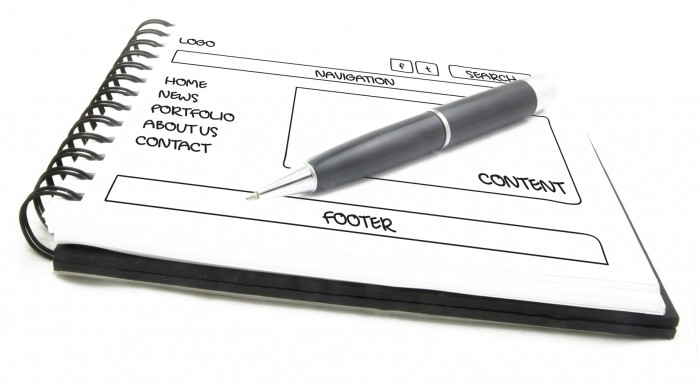 LOGO
f t SEARCH
NAVIGATION
HOME
NEWS
PORTFOLIO
ABOUT US
CONTACT
CONTENT
FOOTER